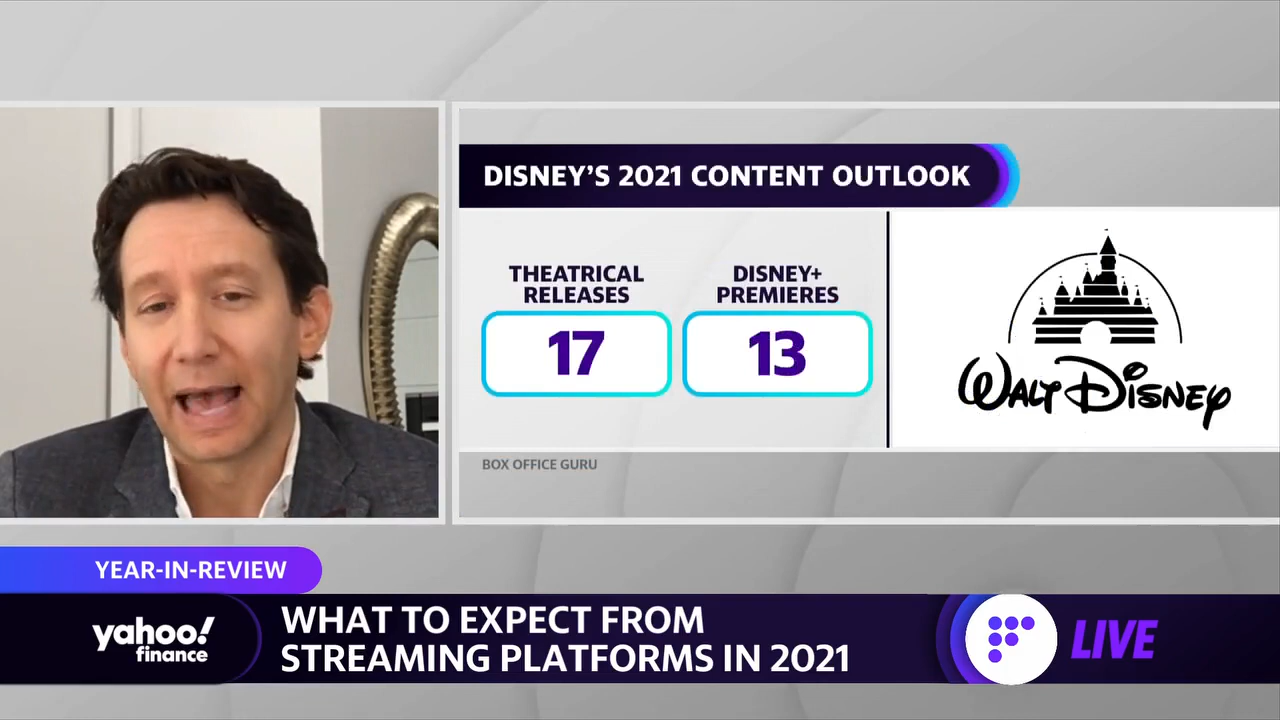 DISNEY'S 2021 CONTENT OUTLOOK
THEATRICAL
RELEASES
17
DISNEY+
PREMIERES
13
WALT DISNEY
BOX OFFICE GURU
YEAR-IN-REVIEW
yahoo!
finance
WHAT TO EXPECT FROM
STREAMING PLATFORMS IN 2021
LIVE